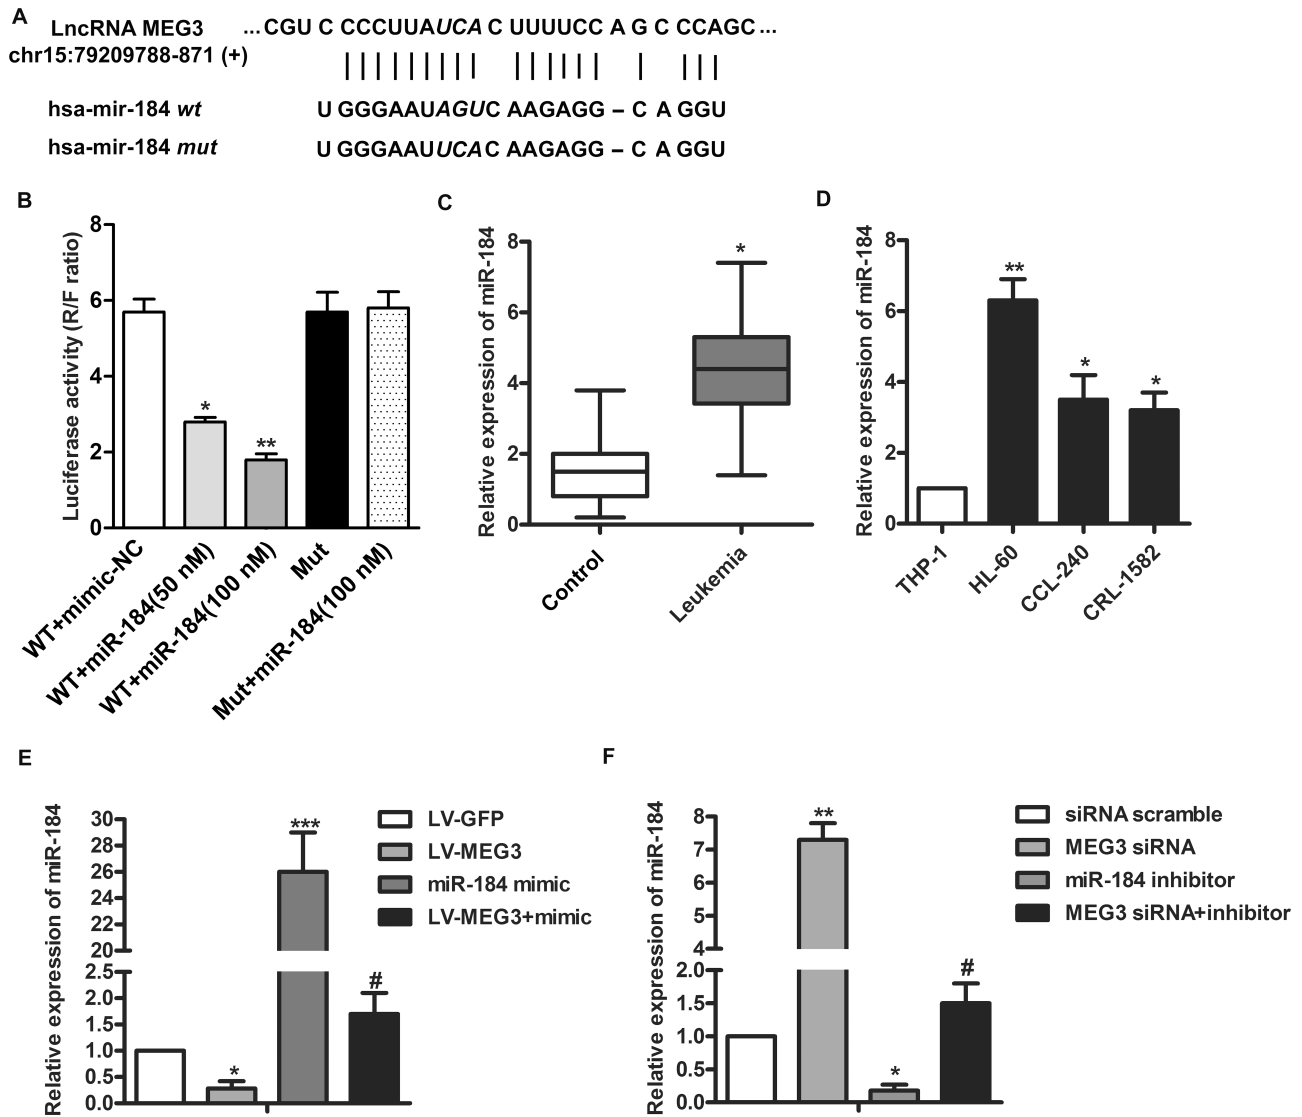 A
LncRNA MEG3
chr15:79209788-871 (+)
...CGU C CCCUUAUCA C UUUUCC A G C CCAGC...
hsa-mir-184 wt
U GGGAAUAGUC AAGAGG – C A GGU
hsa-mir-184 mut
U GGGAAUUCAC AAGAGG – C A GGU
B
Luciferase activity (R/F ratio)
8
6
4
2
0
*
**
WT+mimic-NC
WT+miR-184(50 nM)
WT+miR-184(100 nM)
Mut
Mut+miR-184(100 nM)
C
Relative expression of miR-184
8
6
4
2
0
*
Control
Leukemia
D
Relative expression of miR-184
8
6
4
2
0
**
*
*
THP-1
HL-60
CCL-240
CRL-1582
E
Relative expression of miR-184
30
28
26
24
22
20
2.5
2.0
1.5
1.0
0.5
0.0
*
***
#
LV-GFP
LV-MEG3
miR-184 mimic
LV-MEG3+mimic
F
Relative expression of miR-184
8
7
6
5
4
2.0
1.5
1.0
0.5
0.0
**
*
#
siRNA scramble
MEG3 siRNA
miR-184 inhibitor
MEG3 siRNA+inhibitor